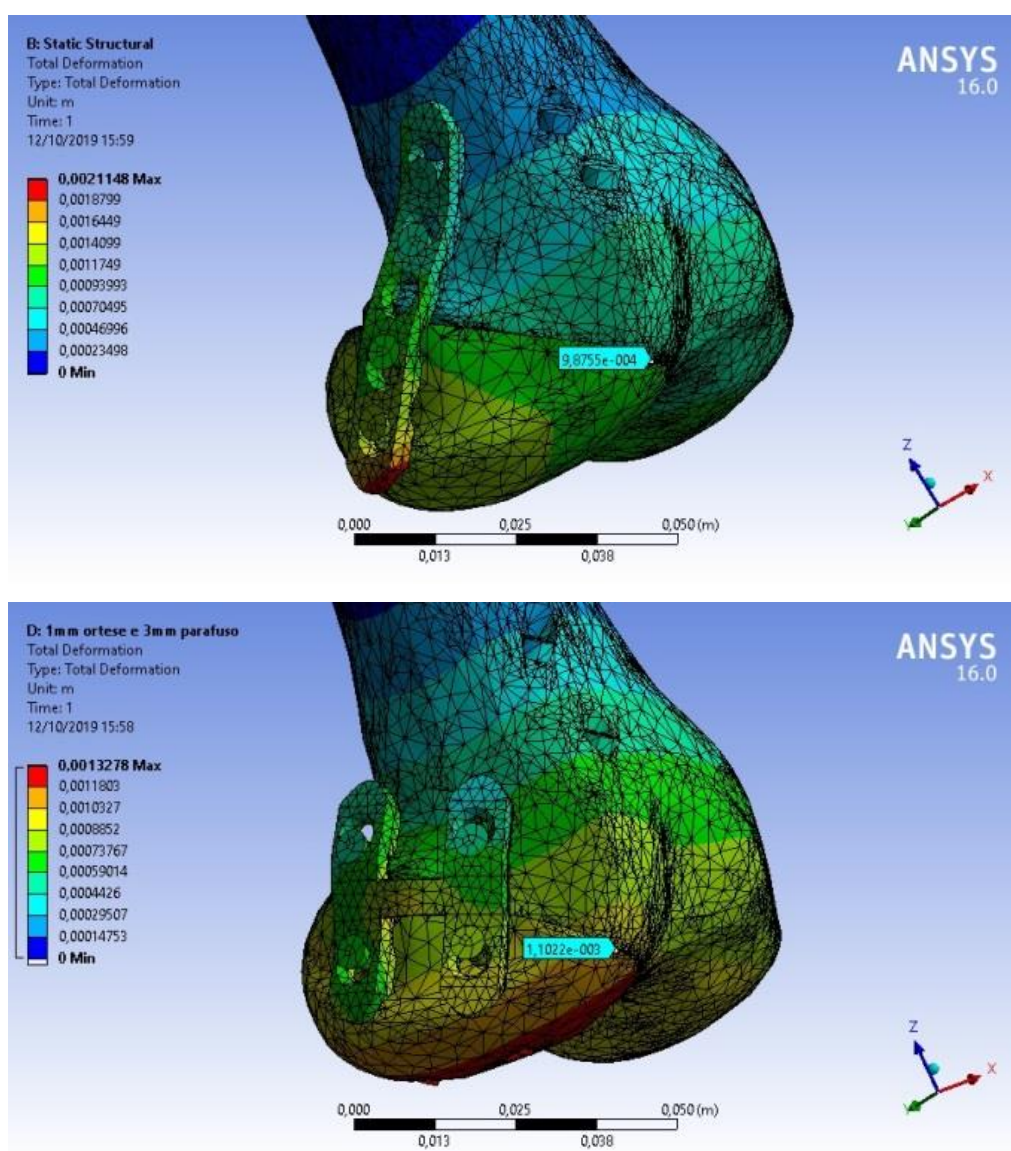 B: Static Structural
Total Deformation
Type: Total Deformation
Unit: m
Time: 1
12/10/2019 15:59
ANSYS
16.0
0,0021148 Max
0,0018799
0,0016449
0,0014099
0,0011749
0,00093993
0,00070495
0,00046996
0,00023498
0 Min
9,8755e-004
Z
X
Y
0,000 0,025 0,050 (m)
0,013 0,038
D: 1mm ortese e 3mm parafuso
Total Deformation
Type: Total Deformation
Unit: m
Time: 1
12/10/2019 15:58
ANSYS
16.0
0,0013278 Max
0,0011803
0,0010327
0,0008852
0,00073767
0,00059014
0,0004426
0,00029507
0,00014753
0 Min
1,1022e-003
Z
X
Y
0,000 0,025 0,050 (m)
0,013 0,038